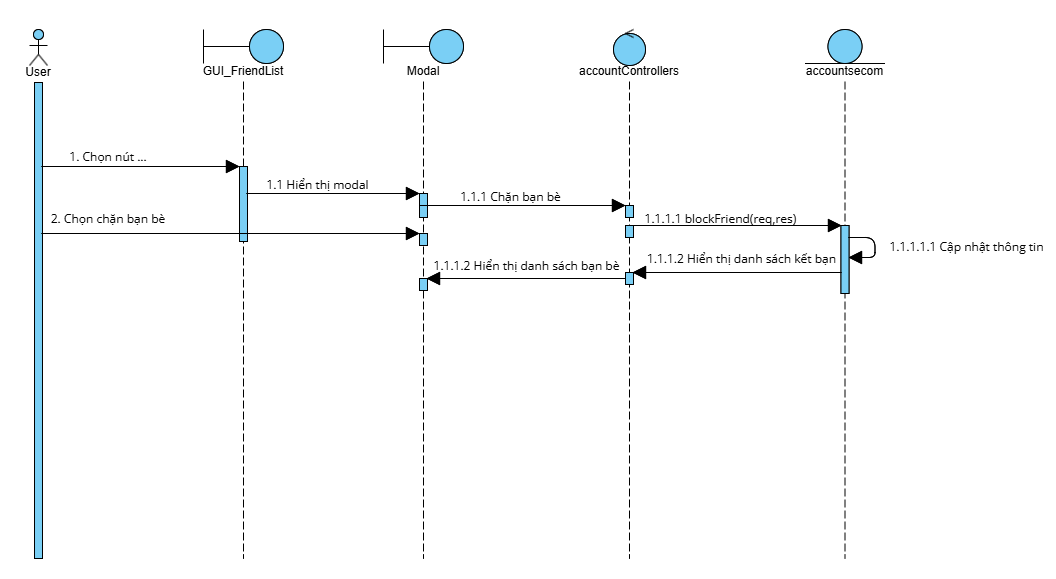 User
GUI_FriendList
Modal
accountControllers
accountsecom
1. Chọn nút ...
1.1 Hiển thị modal
1.1.1 Chặn bạn bè
2. Chọn chặn bạn bè
1.1.1.1 blockFriend(req,res)
1.1.1.1.1 Cập nhật thông tin
1.1.1.2 Hiển thị danh sách kết bạn
1.1.1.2 Hiển thị danh sách bạn bè